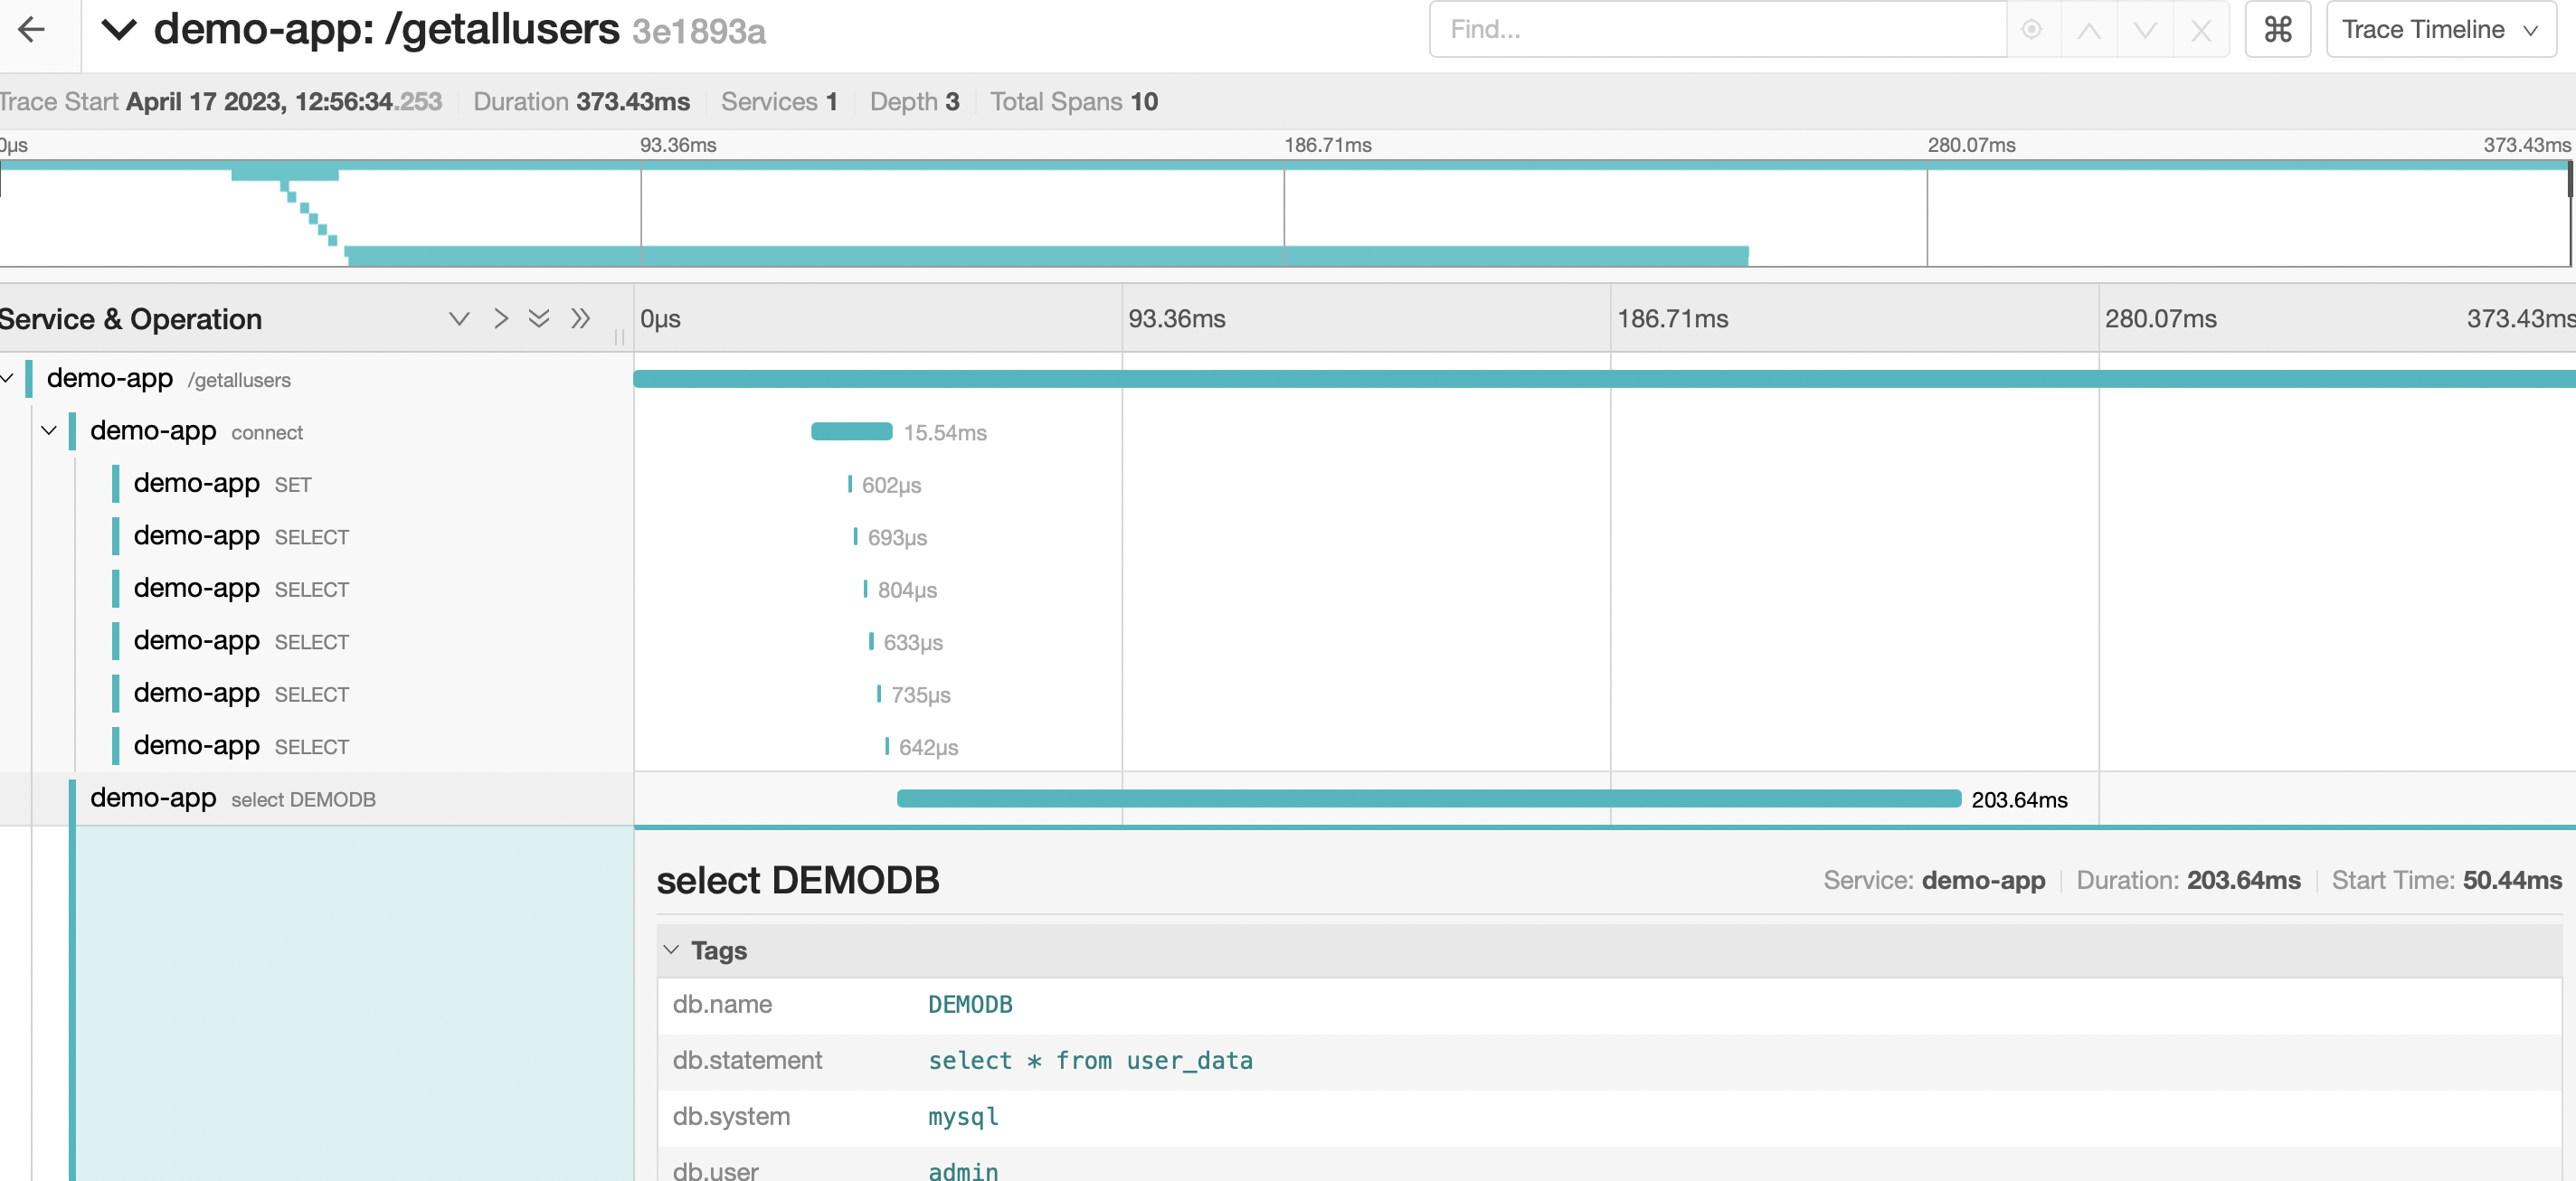 demo-app: /getallusers 3e1893a
Find...
⌘
Trace Timeline
Trace Start April 17 2023, 12:56:34.253 Duration 373.43ms Services 1 Depth 3 Total Spans 10
0μs 93.36ms 186.71ms 280.07ms 373.43ms
Service & Operation 0μs 93.36ms 186.71ms 280.07ms 373.43ms
demo-app /getallusers
demo-app connect 15.54ms
demo-app SET 602μs
demo-app SELECT 693μs
demo-app SELECT 804μs
demo-app SELECT 633μs
demo-app SELECT 735μs
demo-app SELECT 642μs
demo-app select DEMODB 203.64ms
select DEMODB Service: demo-app Duration: 203.64ms Start Time: 50.44ms
Tags
db.name DEMODB
db.statement select * from user_data
db.system mysql
db.user admin